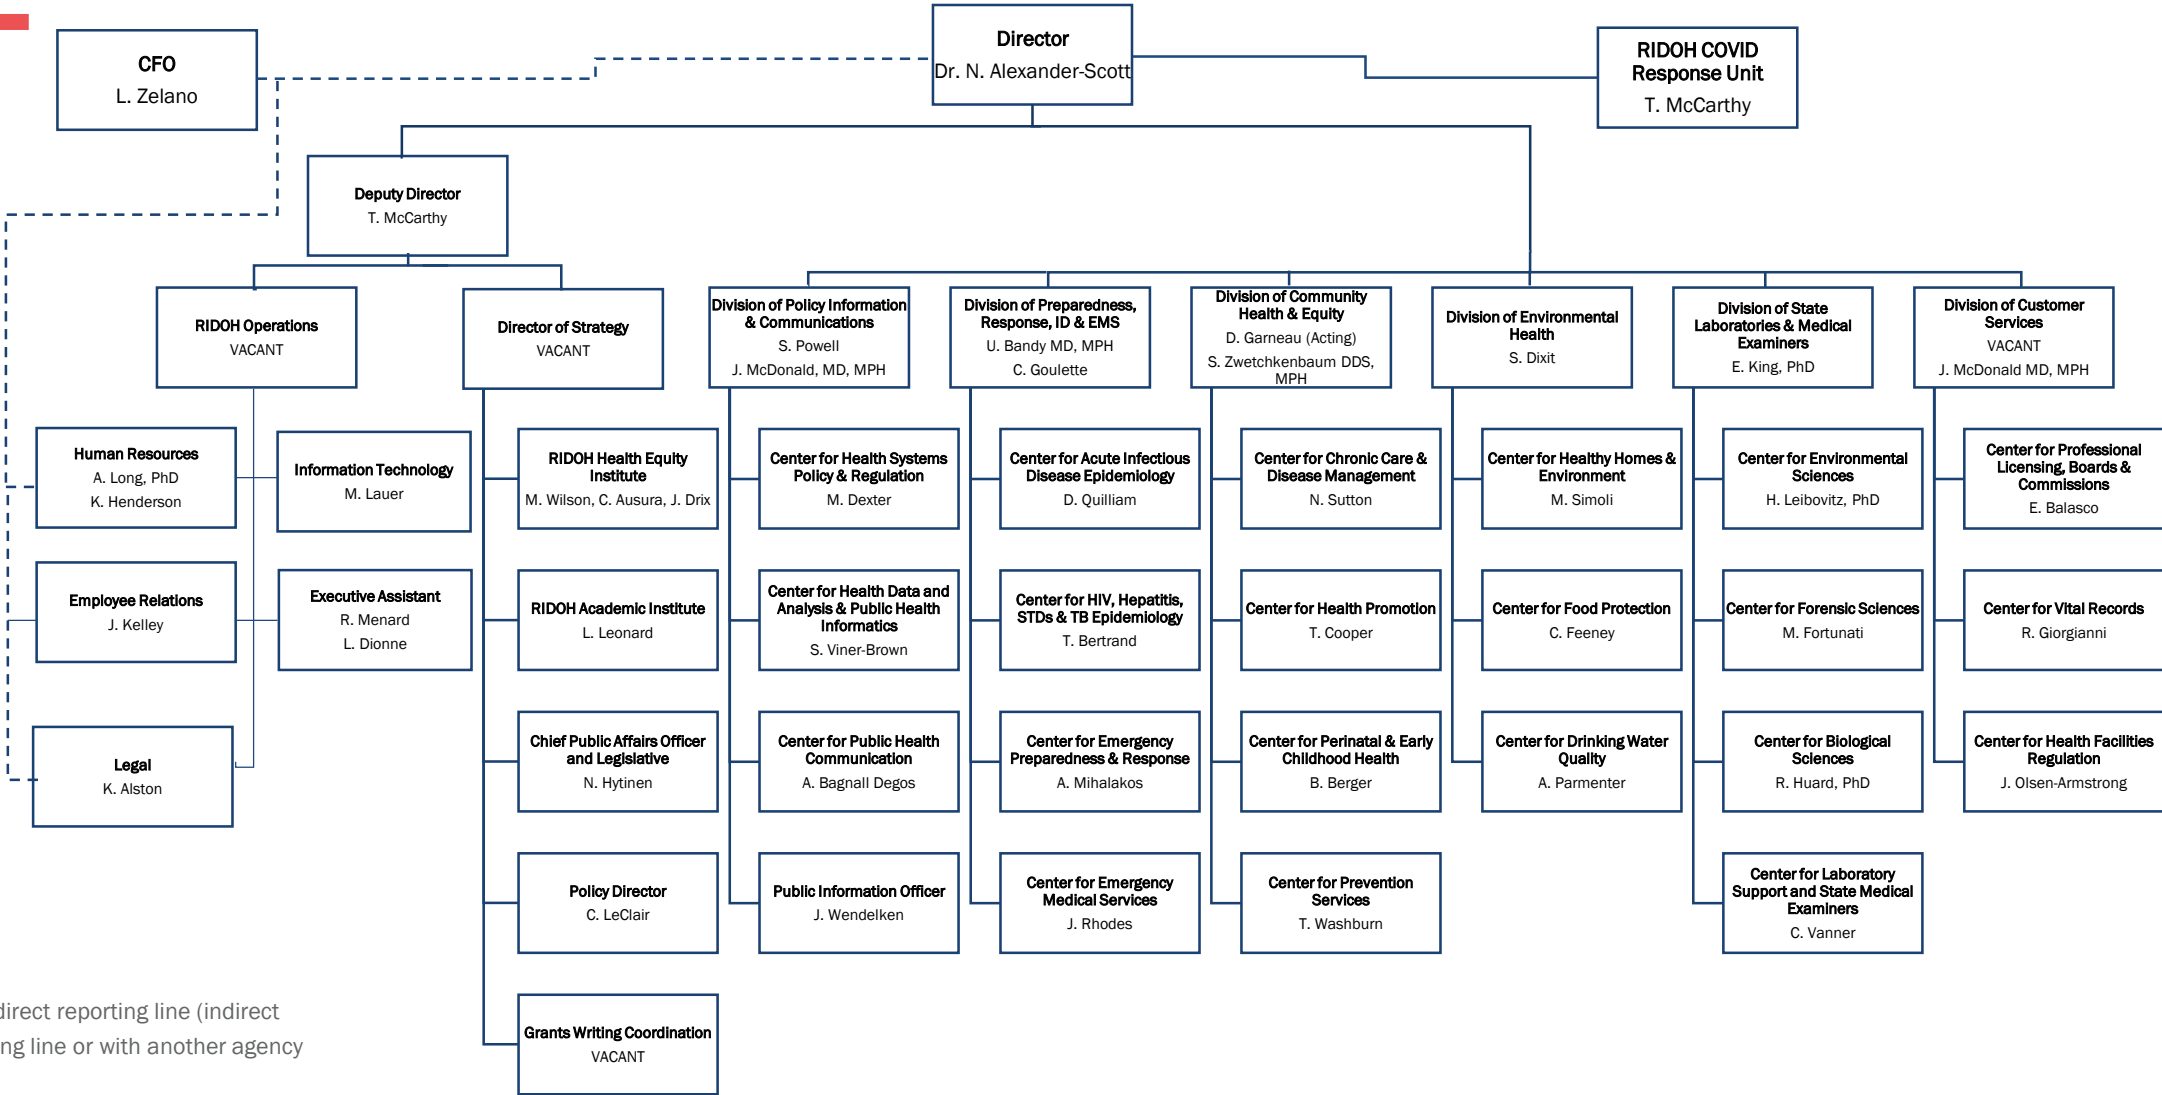 Director
Dr. N. Alexander-Scott
CFO
L. Zelano
RIDOH COVID
Response Unit
T. McCarthy
Deputy Director
T. McCarthy
RIDOH Operations
VACANT
Director of Strategy
VACANT
Division of Policy Information
& Communications
S. Powell
J. McDonald, MD, MPH
Division of Preparedness,
Response, ID & EMS
U. Bandy MD, MPH
C. Goulette
Division of Community
Health & Equity
D. Garneau (Acting)
S. Zwetchkenbaum DDS,
MPH
Division of Environmental
Health
S. Dixit
Division of State
Laboratories & Medical
Examiners
E. King, PhD
Division of Customer
Services
VACANT
J. McDonald MD, MPH
Human Resources
A. Long, PhD
K. Henderson
Information Technology
M. Lauer
RIDOH Health Equity
Institute
M. Wilson, C. Ausura, J. Drix
Center for Health Systems
Policy & Regulation
M. Dexter
Center for Acute Infectious
Disease Epidemiology
D. Quilliam
Center for Chronic Care &
Disease Management
N. Sutton
Center for Healthy Homes &
Environment
M. Simoli
Center for Environmental
Sciences
H. Leibovitz, PhD
Center for Professional
Licensing, Boards &
Commissions
E. Balasco
Employee Relations
J. Kelley
Executive Assistant
R. Menard
L. Dionne
RIDOH Academic Institute
L. Leonard
Center for Health Data and
Analysis & Public Health
Informatics
S. Viner-Brown
Center for HIV, Hepatitis,
STDs & TB Epidemiology
T. Bertrand
Center for Health Promotion
T. Cooper
Center for Food Protection
C. Feeney
Center for Forensic Sciences
M. Fortunati
Center for Vital Records
R. Giorgianni
Legal
K. Alston
Chief Public Affairs Officer
and Legislative
N. Hytinen
Center for Public Health
Communication
A. Bagnall Degos
Center for Emergency
Preparedness & Response
A. Mihalakos
Center for Perinatal & Early
Childhood Health
B. Berger
Center for Drinking Water
Quality
A. Parmenter
Center for Biological
Sciences
R. Huard, PhD
Center for Health Facilities
Regulation
J. Olsen-Armstrong
Policy Director
C. LeClair
Public Information Officer
J. Wendelken
Center for Emergency
Medical Services
J. Rhodes
Center for Prevention
Services
T. Washburn
Center for Laboratory
Support and State Medical
Examiners
C. Vanner
Grants Writing Coordination
VACANT
direct reporting line (indirect
ng line or with another agency